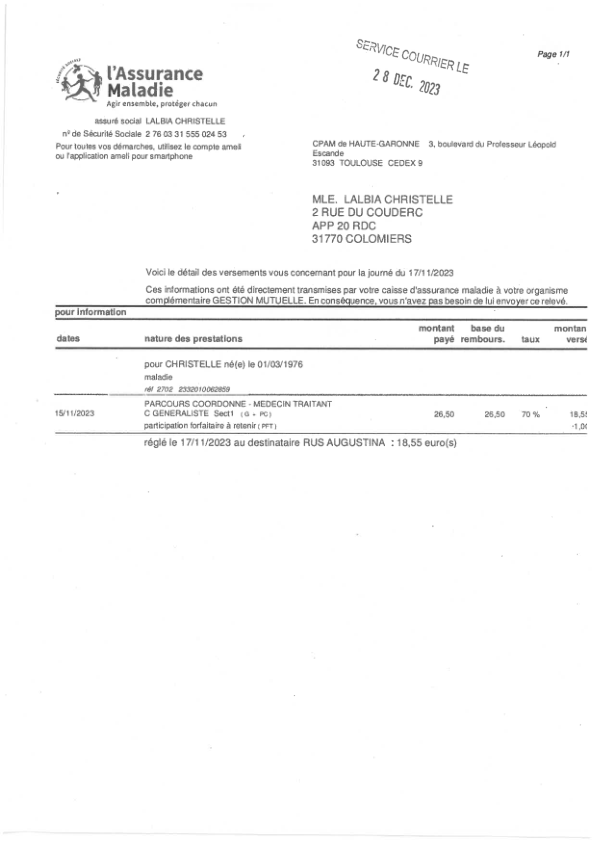 SERVICE COURRIER LE
28 DEC. 2023
Page 1/1
SÉCURITÉ SOCIALE
l'Assurance
Maladie
Agir ensemble, protéger chacun
assuré social LALBIA CHRISTELLE
n° de Sécurité Sociale 2 76 03 31 555 024 53
Pour toutes vos démarches, utilisez le compte ameli
ou l'application ameli pour smartphone
CPAM de HAUTE-GARONNE 3, boulevard du Professeur Léopold
Escande
31093 TOULOUSE CEDEX 9
MLE. LALBIA CHRISTELLE
2 RUE DU COUDERC
APP 20 RDC
31770 COLOMIERS
Voici le détail des versements vous concernant pour la journée du 17/11/2023
Ces informations ont été directement transmises par votre caisse d'assurance maladie à votre organisme
complémentaire GESTION MUTUELLE. En conséquence, vous n'avez pas besoin de lui envoyer ce relevé.
pour information
dates nature des prestations montant payé base du rembours. taux montan versé
pour CHRISTELLE né(e) le 01/03/1976
maladie
réf 2702 2332010062859
PARCOURS COORDONNE - MEDECIN TRAITANT
15/11/2023 C GENERALISTE Sect1 (G + PC) 26,50 26,50 70 % 18,55
participation forfaitaire à retenir (PFT) -1,00
réglé le 17/11/2023 au destinataire RUS AUGUSTINA : 18,55 euro(s)